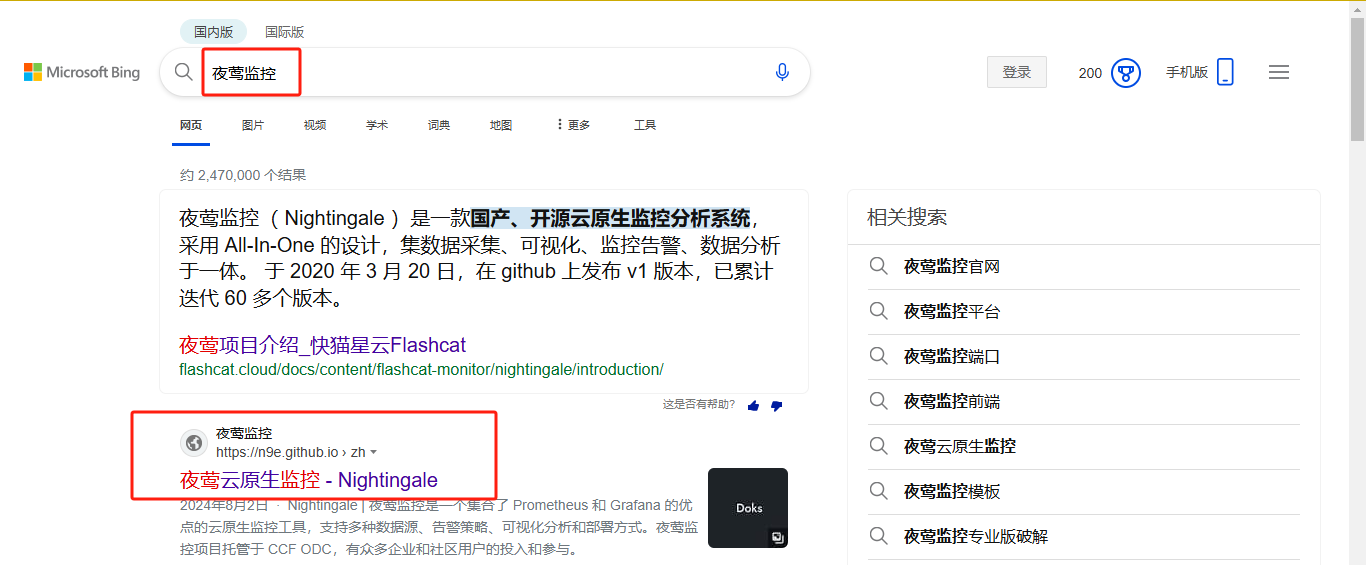 国内版 国际版
Microsoft Bing
夜莺监控
登录
200
手机版
网页 图片 视频 学术 词典 地图 更多 工具
约 2,470,000 个结果
夜莺监控（ Nightingale ）是一款国产、开源云原生监控分析系统，
采用 All-In-One 的设计，集数据采集、可视化、监控告警、数据分析
于一体。 于 2020 年 3 月 20 日，在 github 上发布 v1 版本，已累计
迭代 60 多个版本。
夜莺项目介绍_快猫星云Flashcat
flashcat.cloud/docs/content/flashcat-monitor/nightingale/introduction/
这是否有帮助?
夜莺监控
https://n9e.github.io › zh
夜莺云原生监控 - Nightingale
2024年8月2日 · Nightingale | 夜莺监控是一个集合了 Prometheus 和 Grafana 的优
点的云原生监控工具，支持多种数据源、告警策略、可视化分析和部署方式。夜莺监
控项目托管于 CCF ODC，有众多企业和社区用户的投入和参与。
Doks
相关搜索
夜莺监控官网
夜莺监控平台
夜莺监控端口
夜莺监控前端
夜莺云原生监控
夜莺监控模板
夜莺监控专业版破解